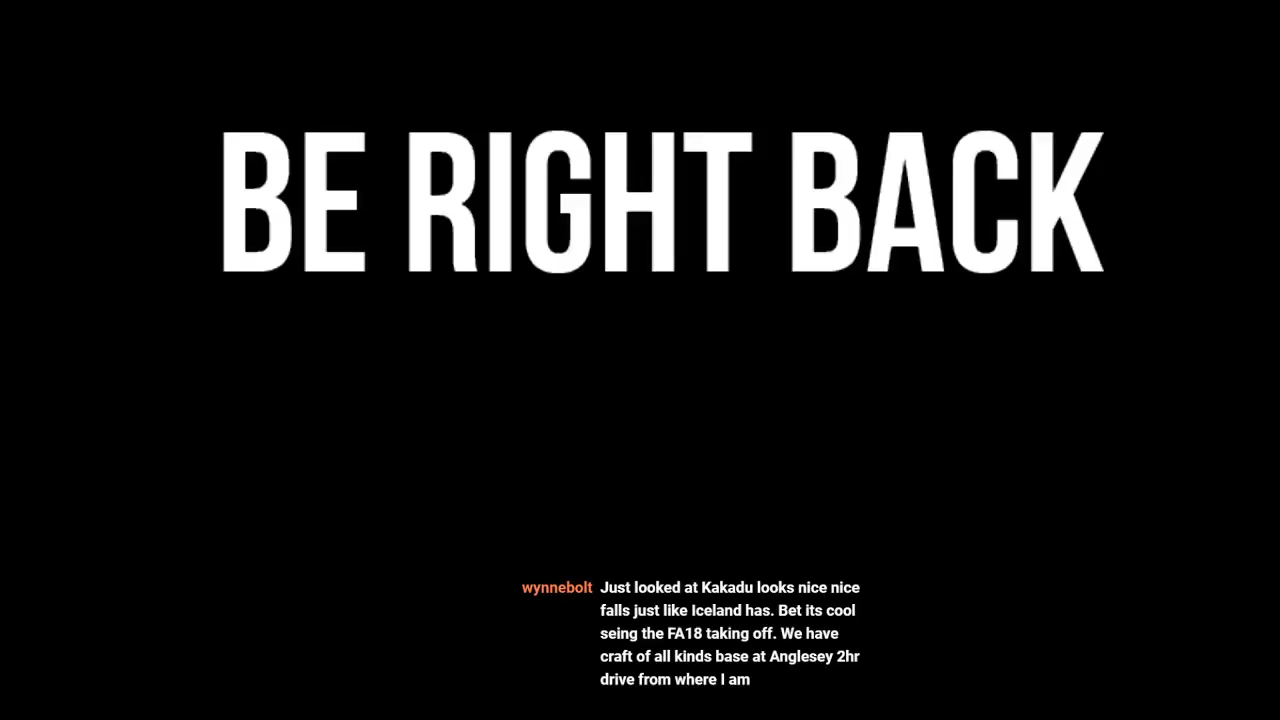 BE RIGHT BACK
wynnebolt Just looked at Kakadu looks nice nice
falls just like Iceland has. Bet its cool
seing the FA18 taking off. We have
craft of all kinds base at Anglesey 2hr
drive from where I am